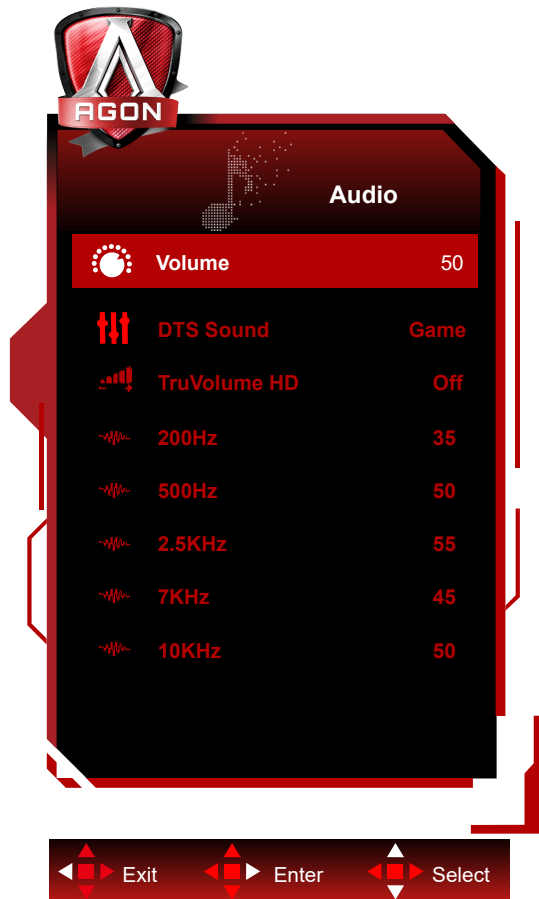 AGON
Audio
Volume 50
DTS Sound Game
TruVolume HD Off
200Hz 35
500Hz 50
2.5KHz 55
7KHz 45
10KHz 50
Exit Enter Select